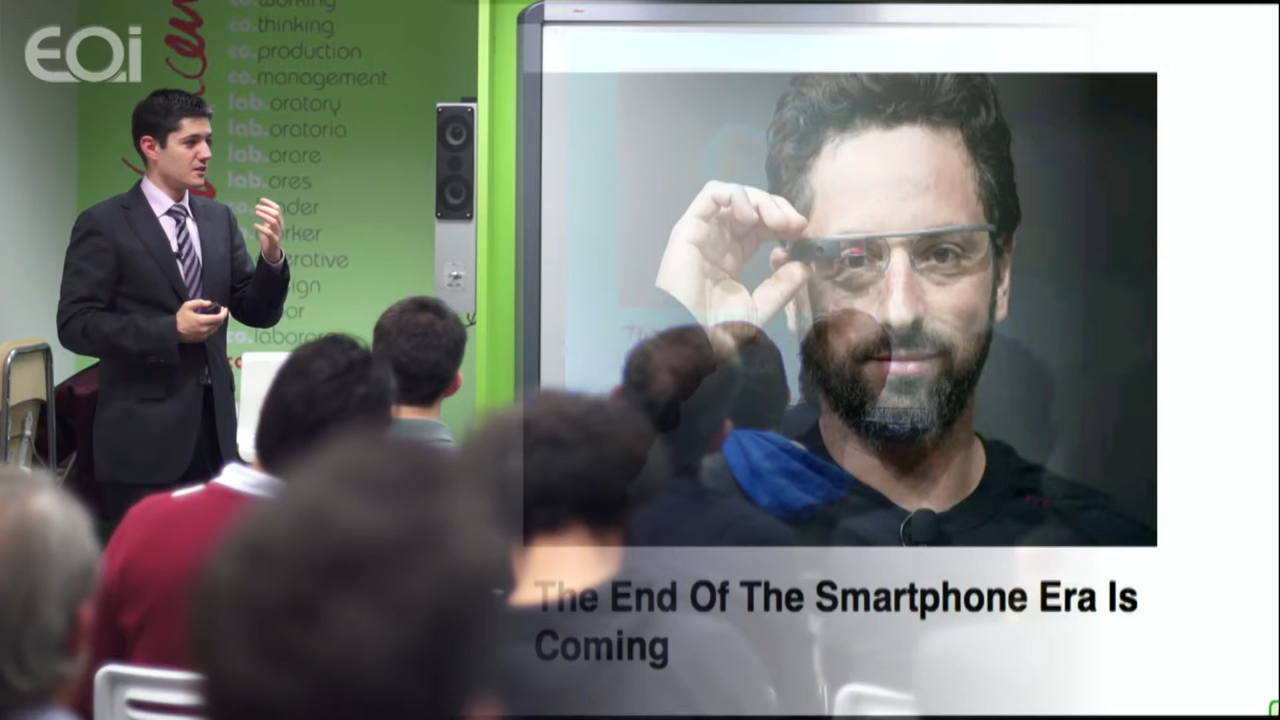 EOi
co.working
co.thinking
co.production
co.management
lab.oratory
lab.oratoria
lab.orare
lab.ores
The End Of The Smartphone Era Is
Coming